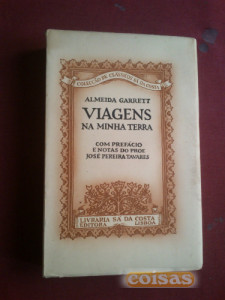 COLECÇÃO DE CLÁSSICOS SÁ DA COSTA
ALMEIDA GARRETT
VIAGENS
NA MINHA TERRA
COM PREFÁCIO
E NOTAS DO PROF.
JOSÉ PEREIRA TAVARES
LIVRARIA SÁ DA COSTA
EDITORA LISBOA
coisas